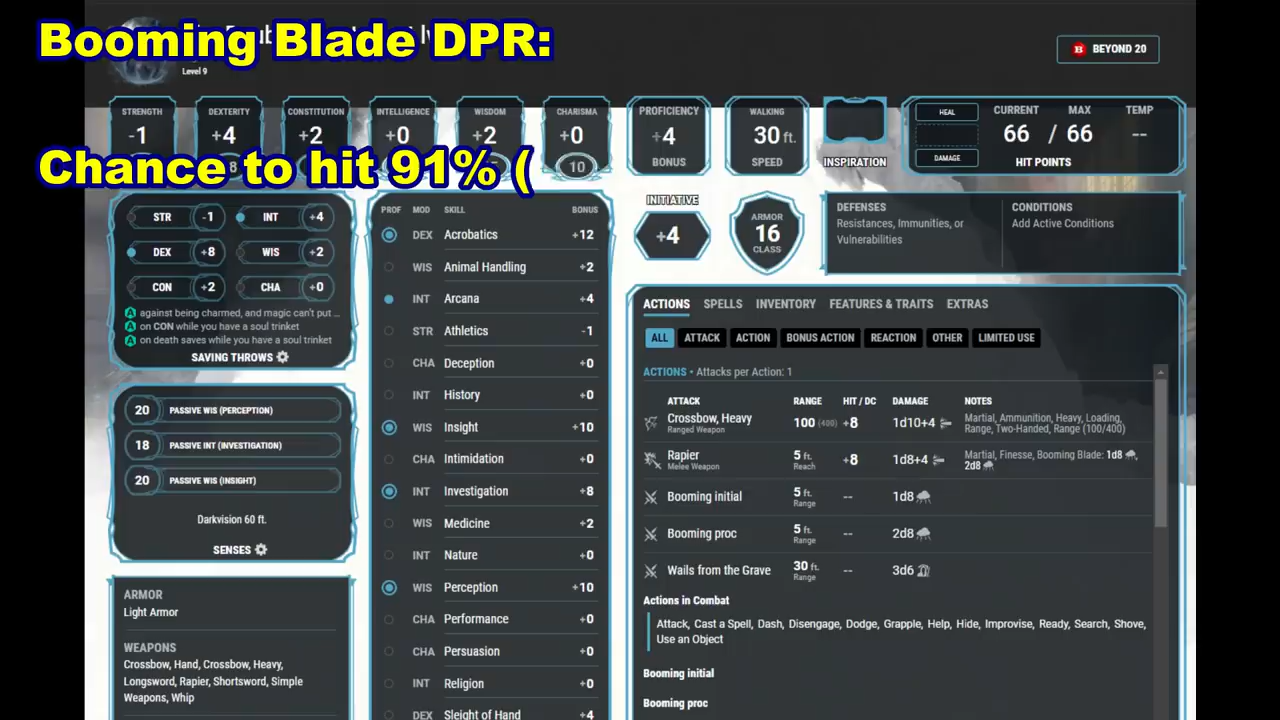 Booming Blade DPR:
Level 9
BEYOND 20
STRENGTH
-1
DEXTERITY
+4
CONSTITUTION
+2
INTELLIGENCE
+0
WISDOM
+2
CHARISMA
+0
10
PROFICIENCY
+4
BONUS
WALKING
30 ft.
SPEED
INSPIRATION
HEAL
DAMAGE
CURRENT MAX TEMP
66 / 66 --
HIT POINTS
Chance to hit 91% (
STR -1
INT +4
DEX +8
WIS +2
CON +2
CHA +0
against being charmed, and magic can't put ...
on CON while you have a soul trinket
on death saves while you have a soul trinket
SAVING THROWS
20 PASSIVE WIS (PERCEPTION)
18 PASSIVE INT (INVESTIGATION)
20 PASSIVE WIS (INSIGHT)
Darkvision 60 ft.
SENSES
ARMOR
Light Armor
WEAPONS
Crossbow, Hand, Crossbow, Heavy,
Longsword, Rapier, Shortsword, Simple
Weapons, Whip
PROF MOD SKILL BONUS
DEX Acrobatics +12
WIS Animal Handling +2
INT Arcana +4
STR Athletics -1
CHA Deception +0
INT History +0
WIS Insight +10
CHA Intimidation +0
INT Investigation +8
WIS Medicine +2
INT Nature +0
WIS Perception +10
CHA Performance +0
CHA Persuasion +0
INT Religion +0
DEX Sleight of Hand +4
INITIATIVE
+4
ARMOR
16
CLASS
DEFENSES
Resistances, Immunities, or
Vulnerabilities
CONDITIONS
Add Active Conditions
ACTIONS SPELLS INVENTORY FEATURES & TRAITS EXTRAS
ALL ATTACK ACTION BONUS ACTION REACTION OTHER LIMITED USE
ACTIONS • Attacks per Action: 1
ATTACK RANGE HIT / DC DAMAGE NOTES
Crossbow, Heavy 100 (400) +8 1d10+4 Martial, Ammunition, Heavy, Loading,
Ranged Weapon Range, Two-Handed, Range (100/400)
Rapier 5 ft. +8 1d8+4 Martial, Finesse, Booming Blade: 1d8,
Melee Weapon Reach 2d8
Booming initial 5 ft. -- 1d8
Range
Booming proc 5 ft. -- 2d8
Range
Wails from the Grave 30 ft. -- 3d6
Range
Actions in Combat
Attack, Cast a Spell, Dash, Disengage, Dodge, Grapple, Help, Hide, Improvise, Ready, Search, Shove,
Use an Object
Booming initial
Booming proc